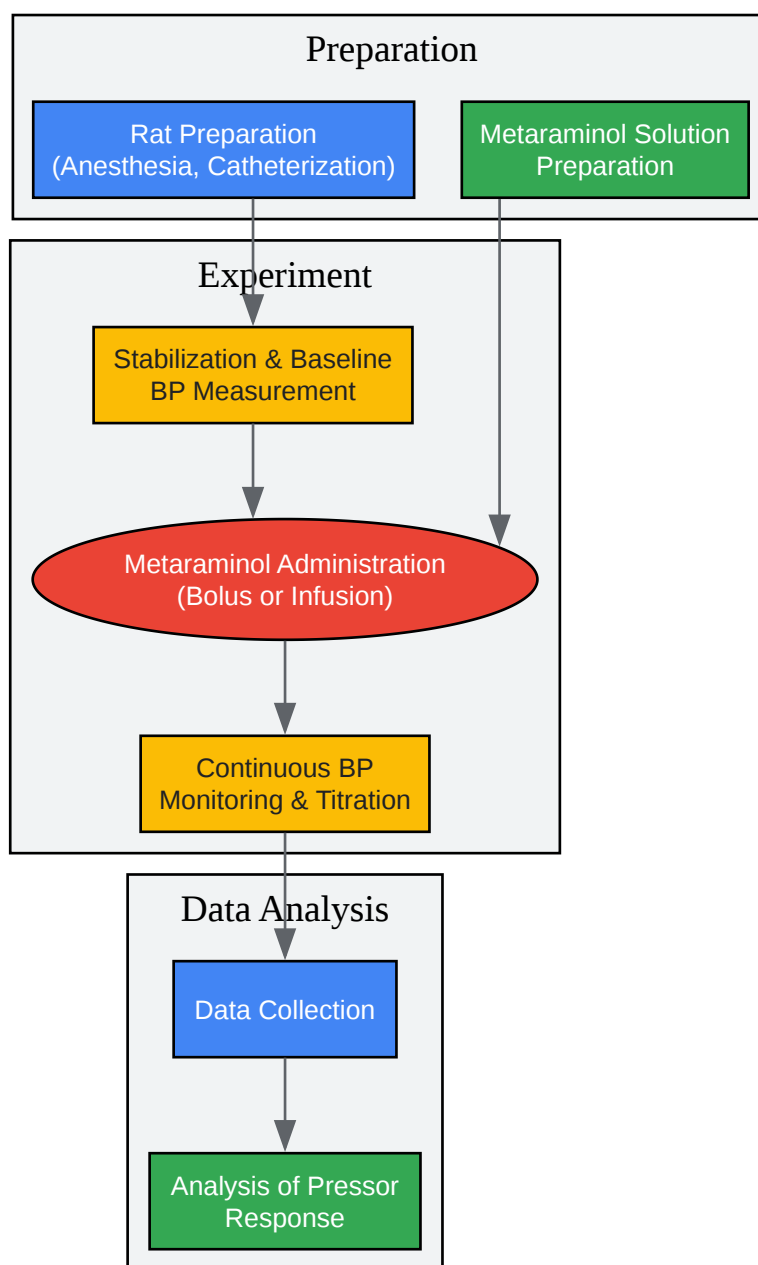 Preparation
Rat Preparation
(Anesthesia, Catheterization)
Metaraminol Solution
Preparation
Experiment
Stabilization & Baseline
BP Measurement
Metaraminol Administration
(Bolus or Infusion)
Continuous BP
Monitoring & Titration
Data Analysis
Data Collection
Analysis of Pressor
Response